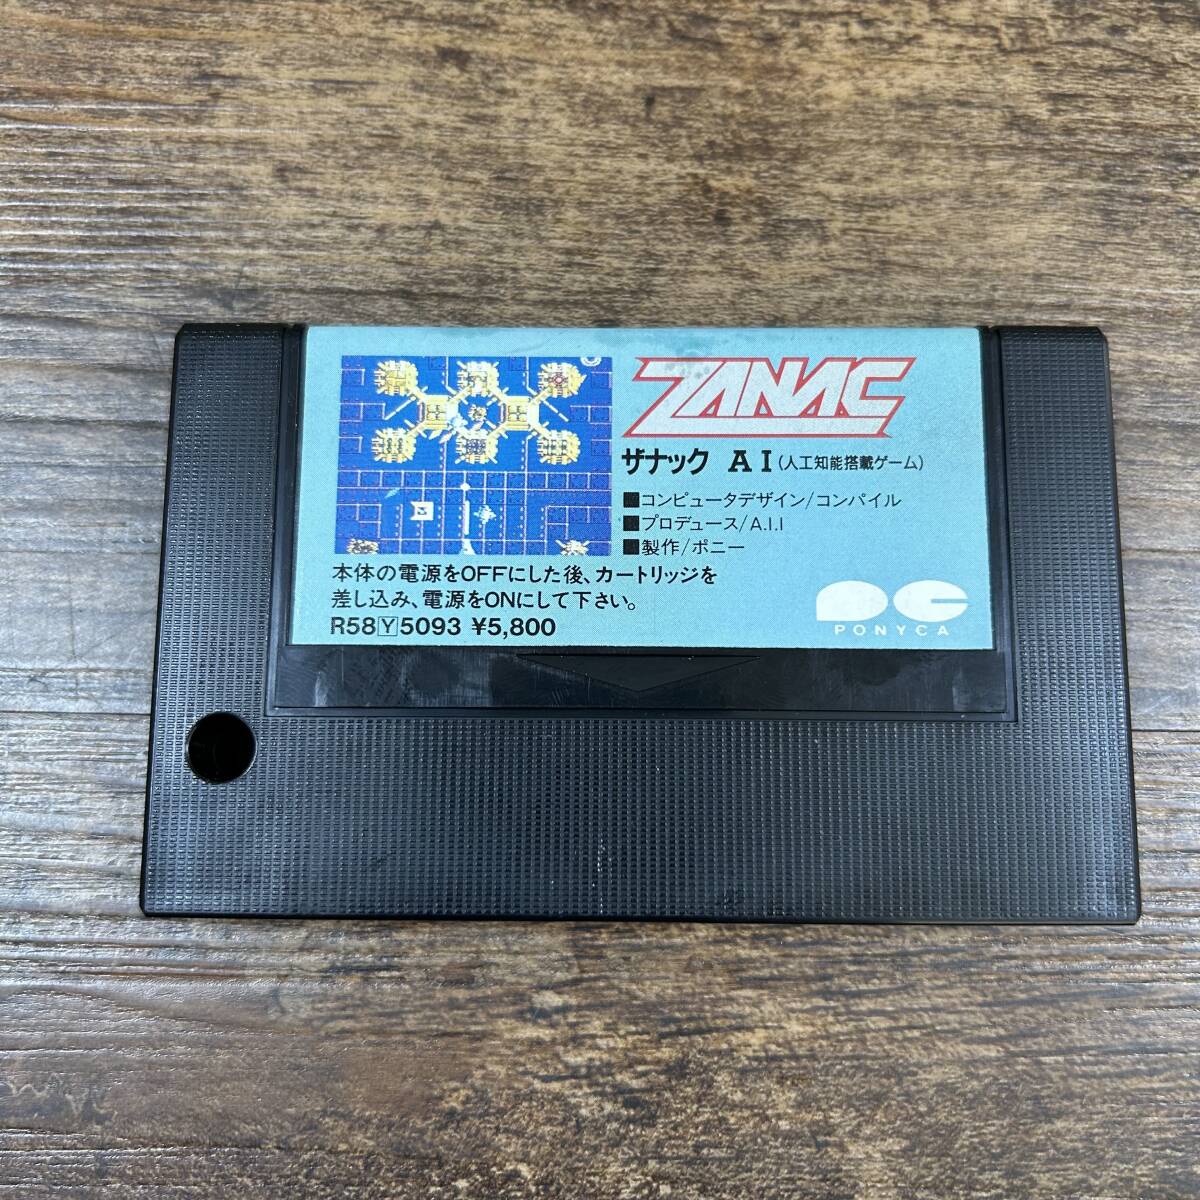 ZANAC
ザナック AI(人工知能搭載ゲーム)
■コンピュータデザイン/コンパイル
■プロデュース/A.I.I
■製作/ポニー
本体の電源をOFFにした後、カートリッジを
差し込み、電源をONにして下さい。
R58Y5093 ¥5,800
PC
PONYCA